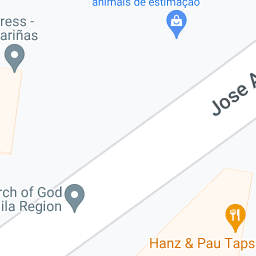 animais de estimação
ress -
ariñas
Jose A
rch of God
ila Region
Hanz & Pau Taps